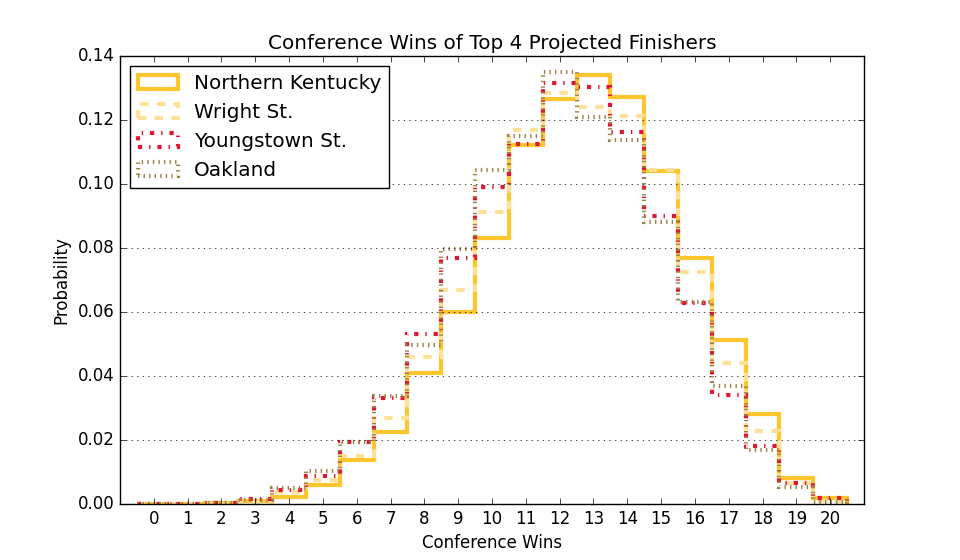 Conference Wins of Top 4 Projected Finishers
0.14
0.12
0.10
0.08
0.06
0.04
0.02
0.00
Probability
Northern Kentucky
Wright St.
Youngstown St.
Oakland
0 1 2 3 4 5 6 7 8 9 10 11 12 13 14 15 16 17 18 19 20
Conference Wins